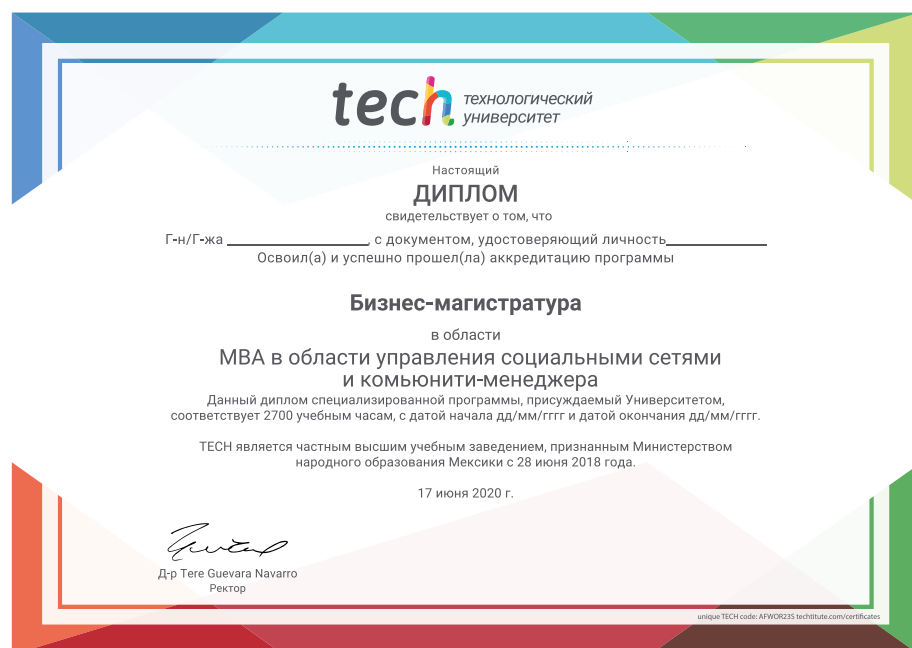 tech технологический
университет
Настоящий
ДИПЛОМ
свидетельствует о том, что
Г-н/Г-жа ____________________, с документом, удостоверяющий личность______________
Освоил(а) и успешно прошел(ла) аккредитацию программы
Бизнес-магистратура
в области
MBA в области управления социальными сетями
и комьюнити-менеджера
Данный диплом специализированной программы, присуждаемый Университетом,
соответствует 2700 учебным часам, с датой начала дд/мм/гггг и датой окончания дд/мм/гггг.
TECH является частным высшим учебным заведением, признанным Министерством
народного образования Мексики с 28 июня 2018 года.
17 июня 2020 г.
Д-р Tere Guevara Navarro
Ректор
unique TECH code: AFWOR23S techtitute.com/certificates